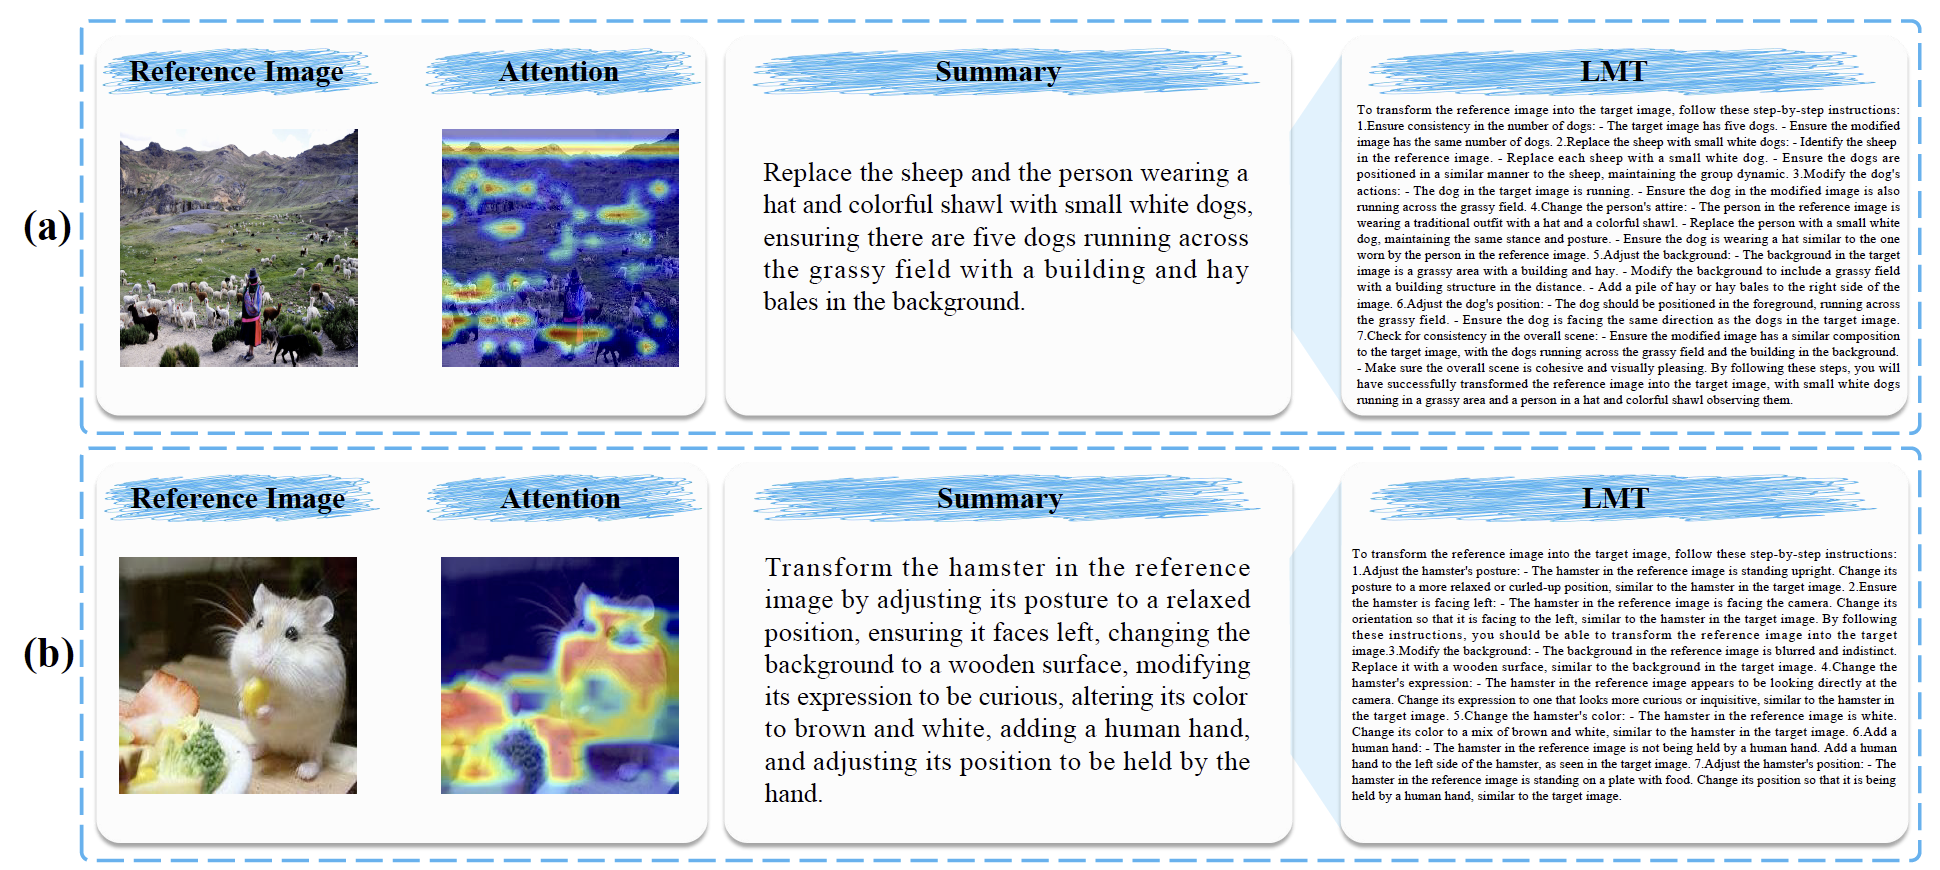 (a)
Reference Image
Attention
Summary
Replace the sheep and the person wearing a
hat and colorful shawl with small white dogs,
ensuring there are five dogs running across
the grassy field with a building and hay
bales in the background.
LMT
To transform the reference image into the target image, follow these step-by-step instructions:
1.Ensure consistency in the number of dogs: - The target image has five dogs. - Ensure the modified
image has the same number of dogs. 2.Replace the sheep with small white dogs: - Identify the sheep
in the reference image. - Replace each sheep with a small white dog. - Ensure the dogs are
positioned in a similar manner to the sheep, maintaining the group dynamic. 3.Modify the dog's
actions: - The dog in the target image is running. - Ensure the dog in the modified image is also
running across the grassy field. 4.Change the person's attire: - The person in the reference image is
wearing a traditional outfit with a hat and a colorful shawl. - Replace the person with a small white
dog, maintaining the same stance and posture. - Ensure the dog is wearing a hat similar to the one
worn by the person in the reference image. 5.Adjust the background: - The background in the target
image is a grassy area with a building and hay. - Modify the background to include a grassy field
with a building structure in the distance. - Add a pile of hay or hay bales to the right side of the
image. 6.Adjust the dog's position: - The dog should be positioned in the foreground, running across
the grassy field. - Ensure the dog is facing the same direction as the dogs in the target image.
7.Check for consistency in the overall scene: - Ensure the modified image has a similar composition
to the target image, with the dogs running across the grassy field and the building in the background.
- Make sure the overall scene is cohesive and visually pleasing. By following these steps, you will
have successfully transformed the reference image into the target image, with small white dogs
running in a grassy area and a person in a hat and colorful shawl observing them.
(b)
Reference Image
Attention
Summary
Transform the hamster in the reference
image by adjusting its posture to a relaxed
position, ensuring it faces left, changing the
background to a wooden surface, modifying
its expression to be curious, altering its color
to brown and white, adding a human hand,
and adjusting its position to be held by the
hand.
LMT
To transform the reference image into the target image, follow these step-by-step instructions:
1.Adjust the hamster's posture: - The hamster in the reference image is standing upright. Change its
posture to a more relaxed or curled-up position, similar to the hamster in the target image. 2.Ensure
the hamster is facing left: - The hamster in the reference image is facing the camera. Change its
orientation so that it is facing to the left, similar to the hamster in the target image. By following
these instructions, you should be able to transform the reference image into the target
image.3.Modify the background: - The background in the reference image is blurred and indistinct.
Replace it with a wooden surface, similar to the background in the target image. 4.Change the
hamster's expression: - The hamster in the reference image appears to be looking directly at the
camera. Change its expression to one that looks more curious or inquisitive, similar to the hamster in
the target image. 5.Change the hamster's color: - The hamster in the reference image is white.
Change its color to a mix of brown and white, similar to the hamster in the target image. 6.Add a
human hand: - The hamster in the reference image is not being held by a human hand. Add a human
hand to the left side of the hamster, as seen in the target image. 7.Adjust the hamster's position: - The
hamster in the reference image is standing on a plate with food. Change its position so that it is being
held by a human hand, similar to the target image.